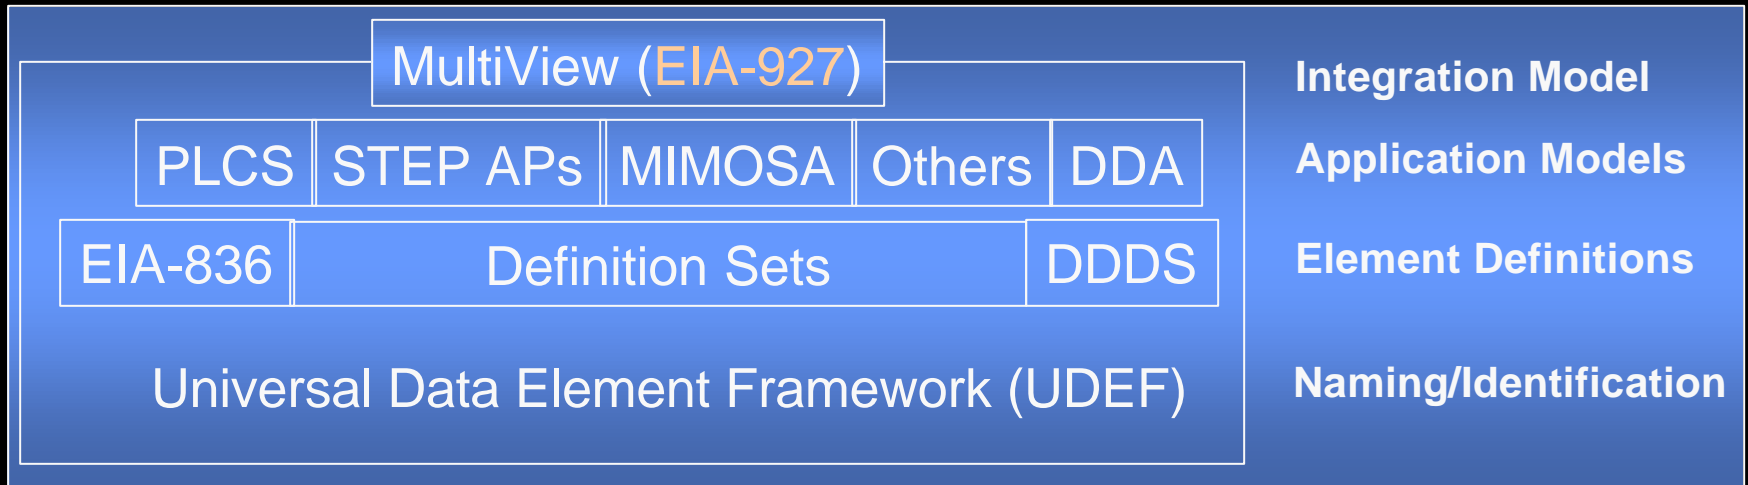 MultiView (EIA-927)
Integration Model
PLCS STEP APs MIMOSA Others DDA
Application Models
EIA-836 Definition Sets DDDS
Element Definitions
Universal Data Element Framework (UDEF)
Naming/Identification